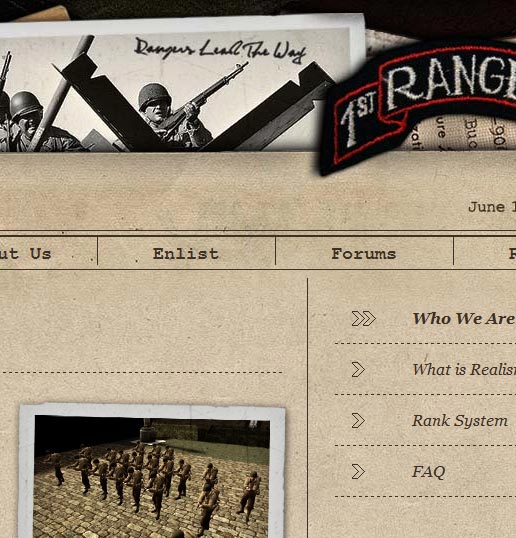 Rangers Lead The Way
1ST RANGE
June 1
ut Us
Enlist
Forums
R
Who We Are
What is Realis
Rank System
FAQ